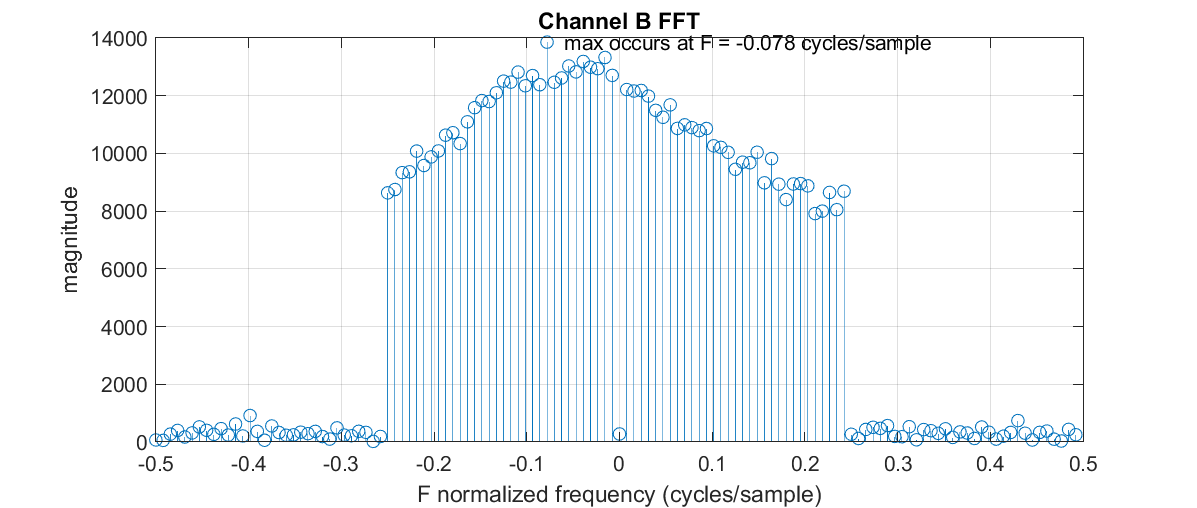 Channel B FFT
max occurs at F = -0.078 cycles/sample
14000
12000
10000
8000
6000
4000
2000
0
magnitude
-0.5 -0.4 -0.3 -0.2 -0.1 0 0.1 0.2 0.3 0.4 0.5
F normalized frequency (cycles/sample)